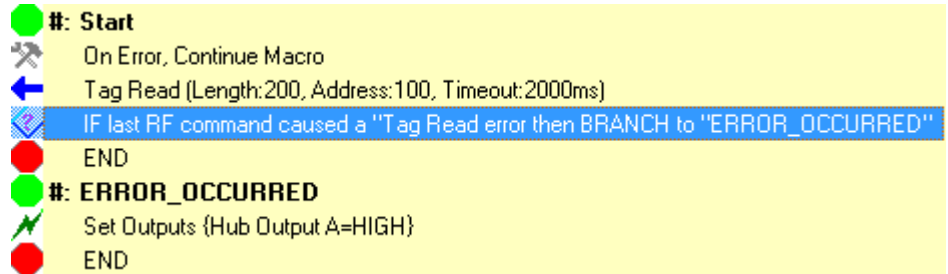 #: Start
On Error, Continue Macro
Tag Read (Length:200, Address:100, Timeout:2000ms)
IF last RF command caused a "Tag Read error then BRANCH to "ERROR_OCCURRED"
END
#: ERROR_OCCURRED
Set Outputs {Hub Output A=HIGH}
END